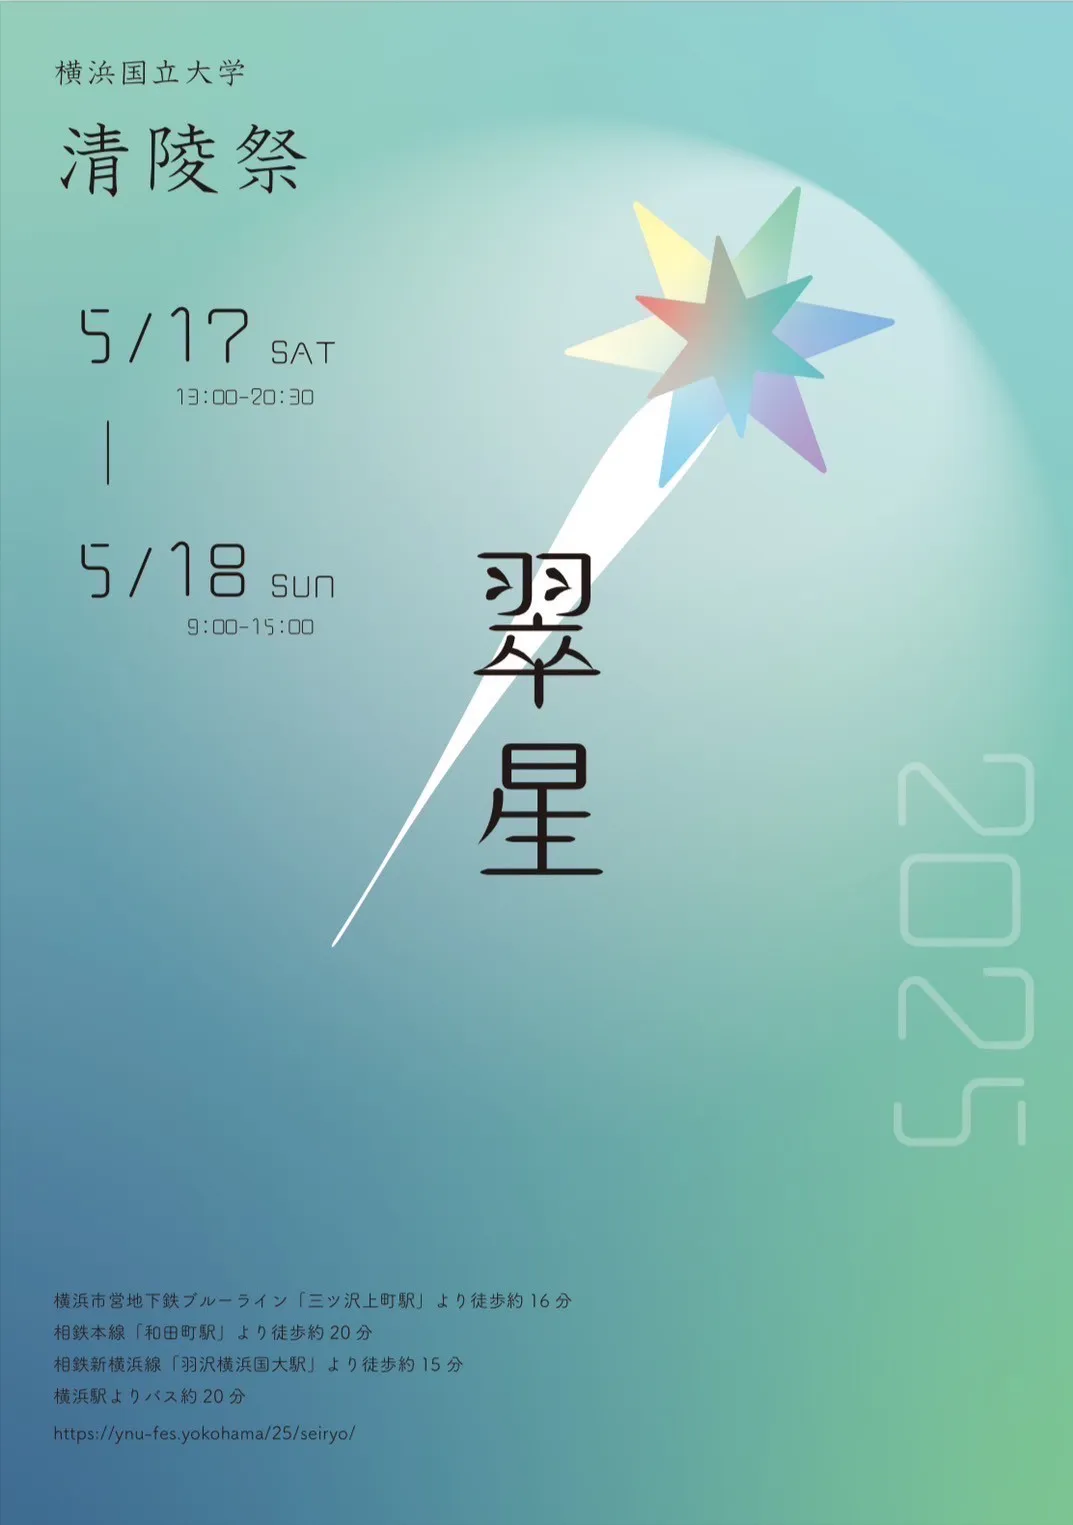 横浜国立大学
清陵祭
5/17 SAT
13:00-20:30
5/18 SUN
9:00-15:00
翠星
2025
横浜市営地下鉄ブルーライン「三ツ沢上町駅」より徒歩約 16 分
相鉄本線「和田町駅」より徒歩約 20 分
相鉄新横浜線「羽沢横浜国大駅」より徒歩約 15 分
横浜駅よりバス約 20 分
https://ynu-fes.yokohama/25/seiryo/